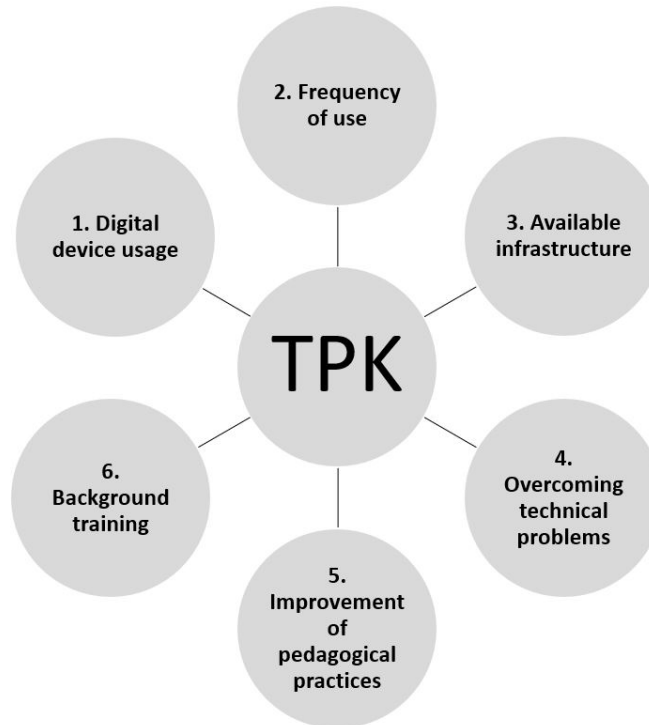 1. Digital
device usage
2. Frequency
of use
3. Available
infrastructure
4.
Overcoming
technical
problems
5.
Improvement
of
pedagogical
practices
6.
Background
training
TPK